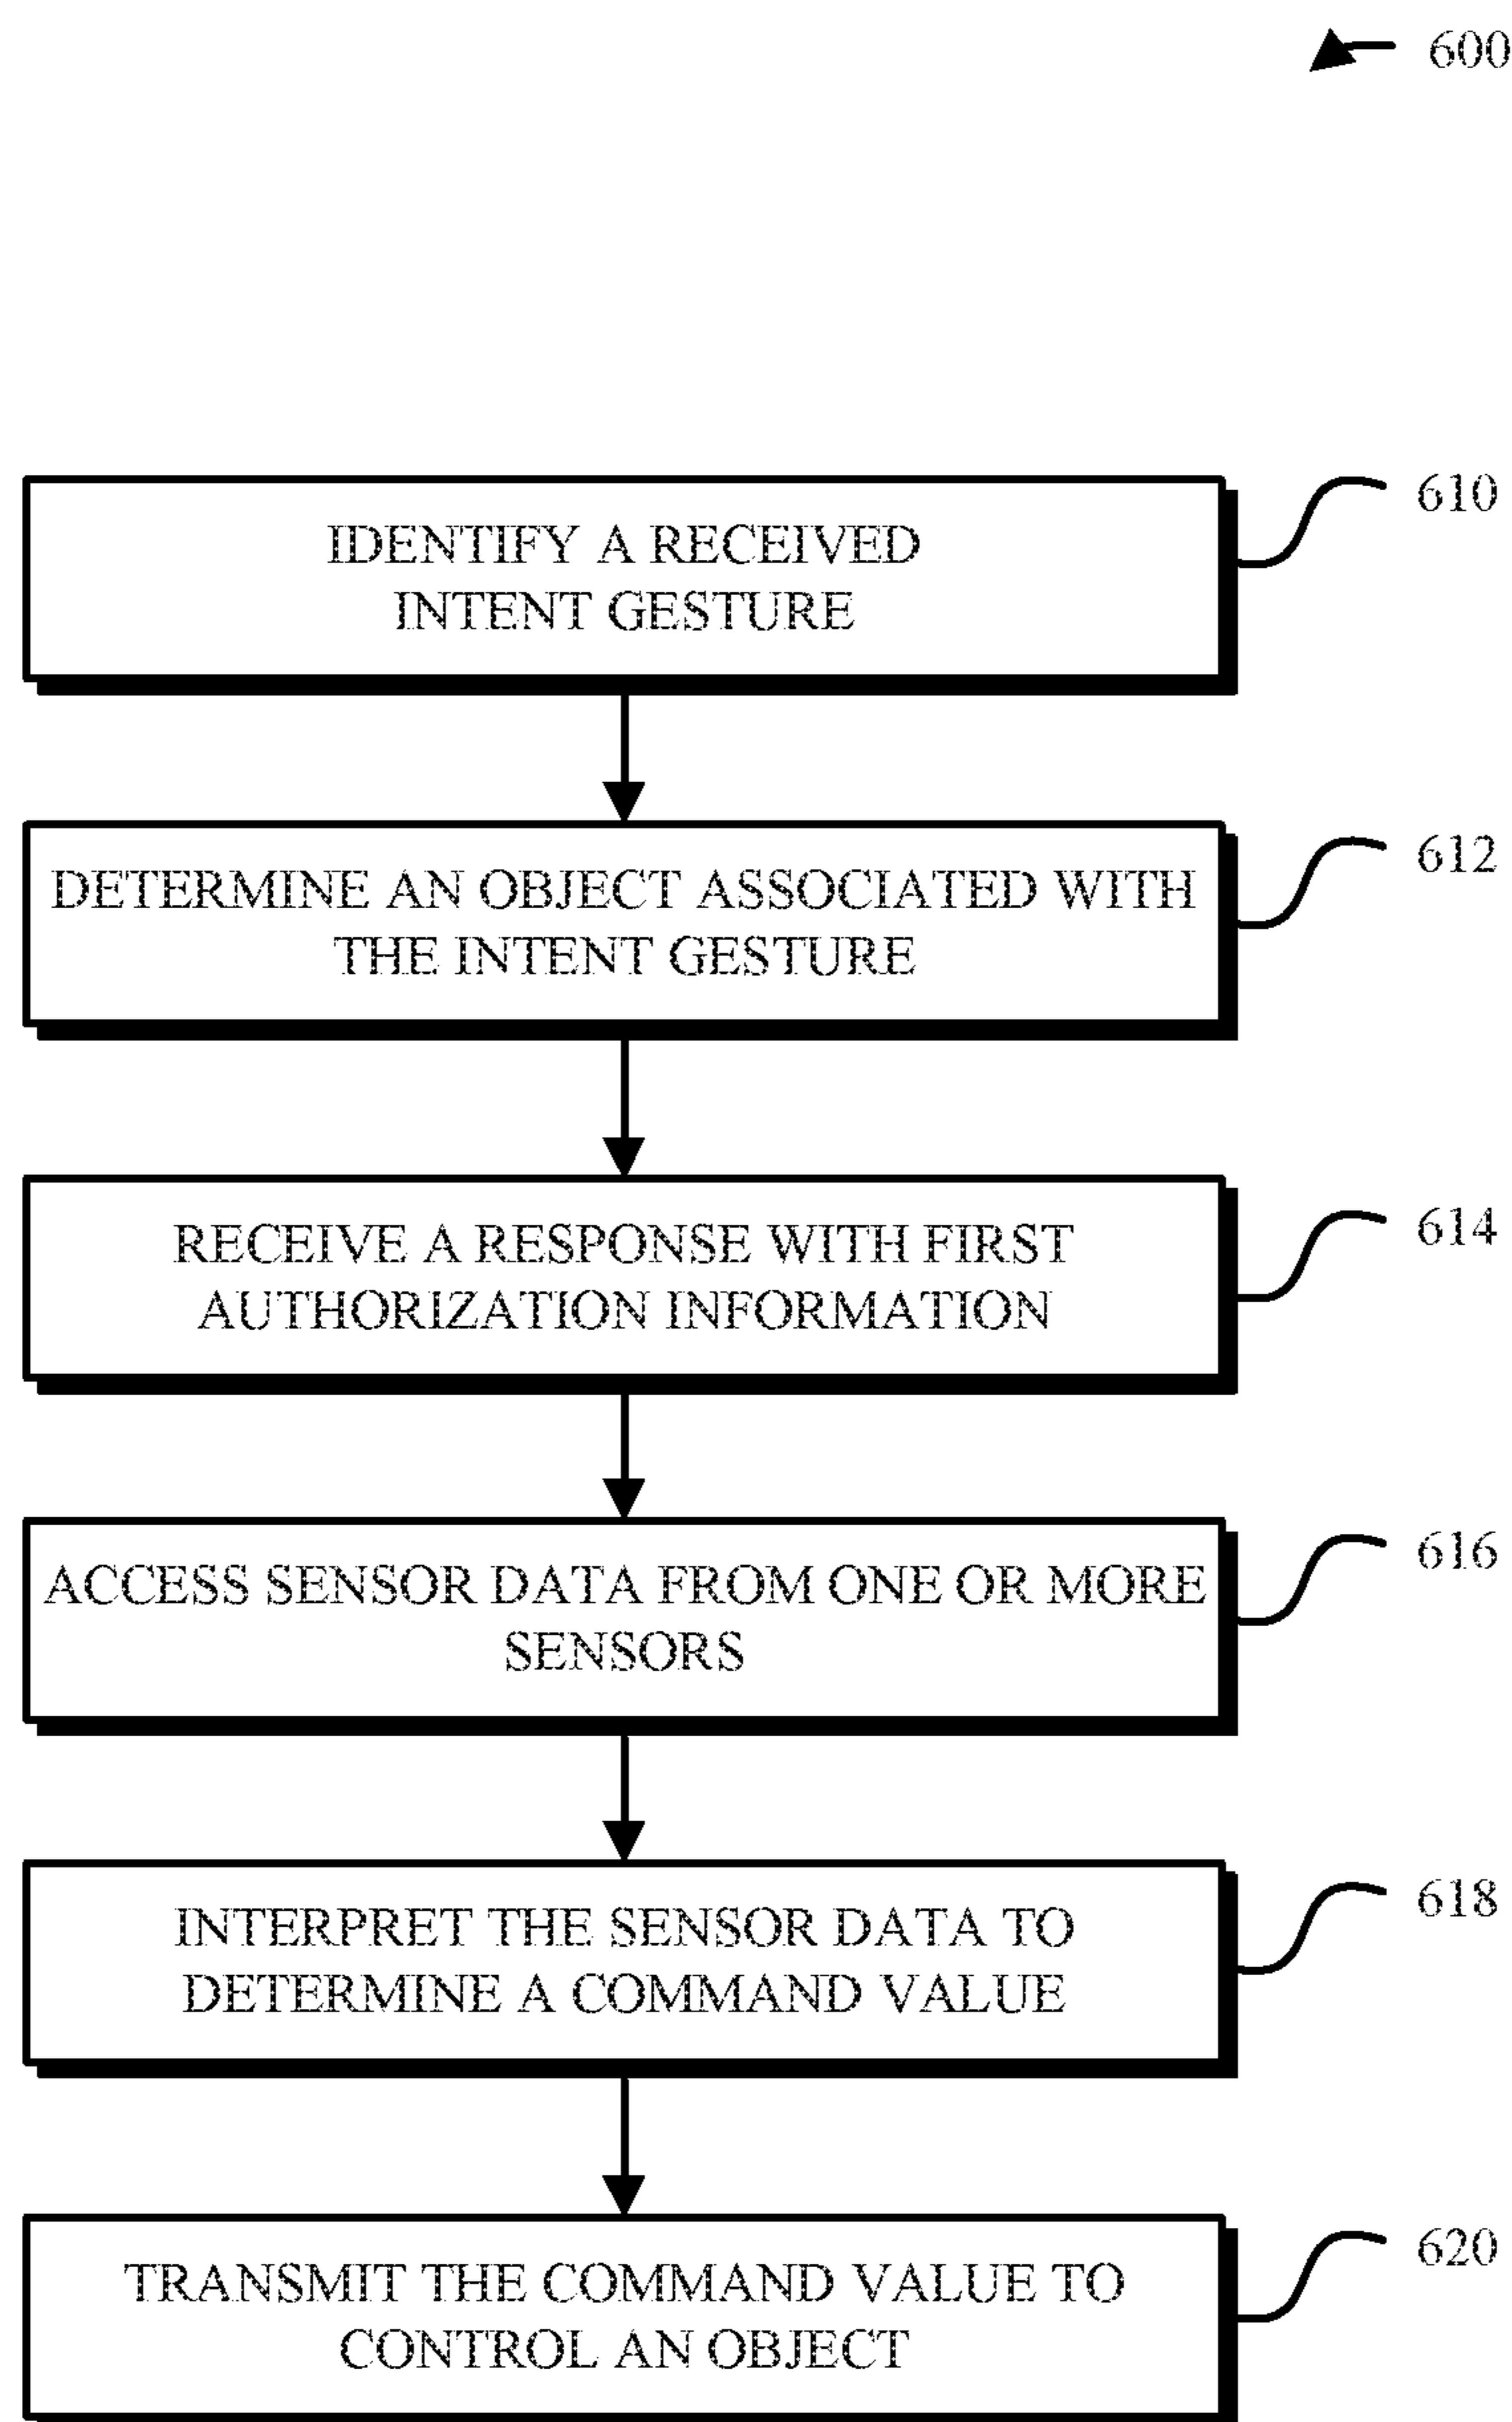 600
IDENTIFY A RECEIVED
INTENT GESTURE
610
DETERMINE AN OBJECT ASSOCIATED WITH
THE INTENT GESTURE
612
RECEIVE A RESPONSE WITH FIRST
AUTHORIZATION INFORMATION
614
ACCESS SENSOR DATA FROM ONE OR MORE
SENSORS
616
INTERPRET THE SENSOR DATA TO
DETERMINE A COMMAND VALUE
618
TRANSMIT THE COMMAND VALUE TO
CONTROL AN OBJECT
620